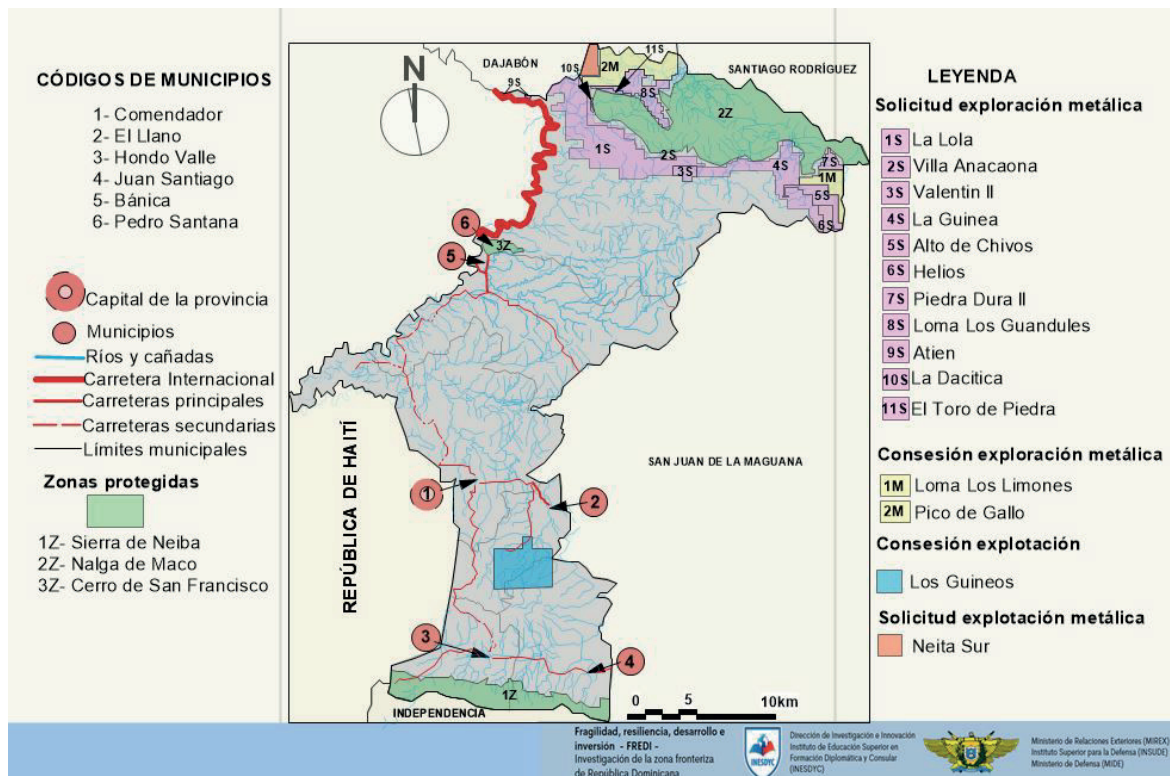 CÓDIGOS DE MUNICIPIOS
1- Comendador
2- El Llano
3- Hondo Valle
4- Juan Santiago
5- Bánica
6- Pedro Santana
Capital de la provincia
Municipios
Ríos y cañadas
Carretera Internacional
Carreteras principales
Carreteras secundarias
Límites municipales
Zonas protegidas
1Z- Sierra de Neiba
2Z- Nalga de Maco
3Z- Cerro de San Francisco
N
DAJABÓN
SANTIAGO RODRÍGUEZ
9S
10S
2M
11S
8S
2Z
1S
2S
3S
4S
7S
1M
5S
6S
6
3Z
5
REPÚBLICA DE HAITÍ
SAN JUAN DE LA MAGUANA
1
2
3
4
1Z
INDEPENDENCIA
0 5 10km
LEYENDA
Solicitud exploración metálica
1S La Lola
2S Villa Anacaona
3S Valentin II
4S La Guinea
5S Alto de Chivos
6S Helios
7S Piedra Dura II
8S Loma Los Guandules
9S Atien
10S La Dacitica
11S El Toro de Piedra
Consesión exploración metálica
1M Loma Los Limones
2M Pico de Gallo
Consesión explotación
Los Guineos
Solicitud explotación metálica
Neita Sur
Fragilidad, resiliencia, desarrollo e
inversión - FREDI -
Investigación de la zona fronteriza
de República Dominicana
INESDYC
Dirección de Investigación e Innovación
Instituto de Educación Superior en
Formación Diplomática y Consular
(INESDYC)
Ministerio de Relaciones Exteriores (MIREX)
Instituto Superior para la Defensa (INSUDE)
Ministerio de Defensa (MIDE)